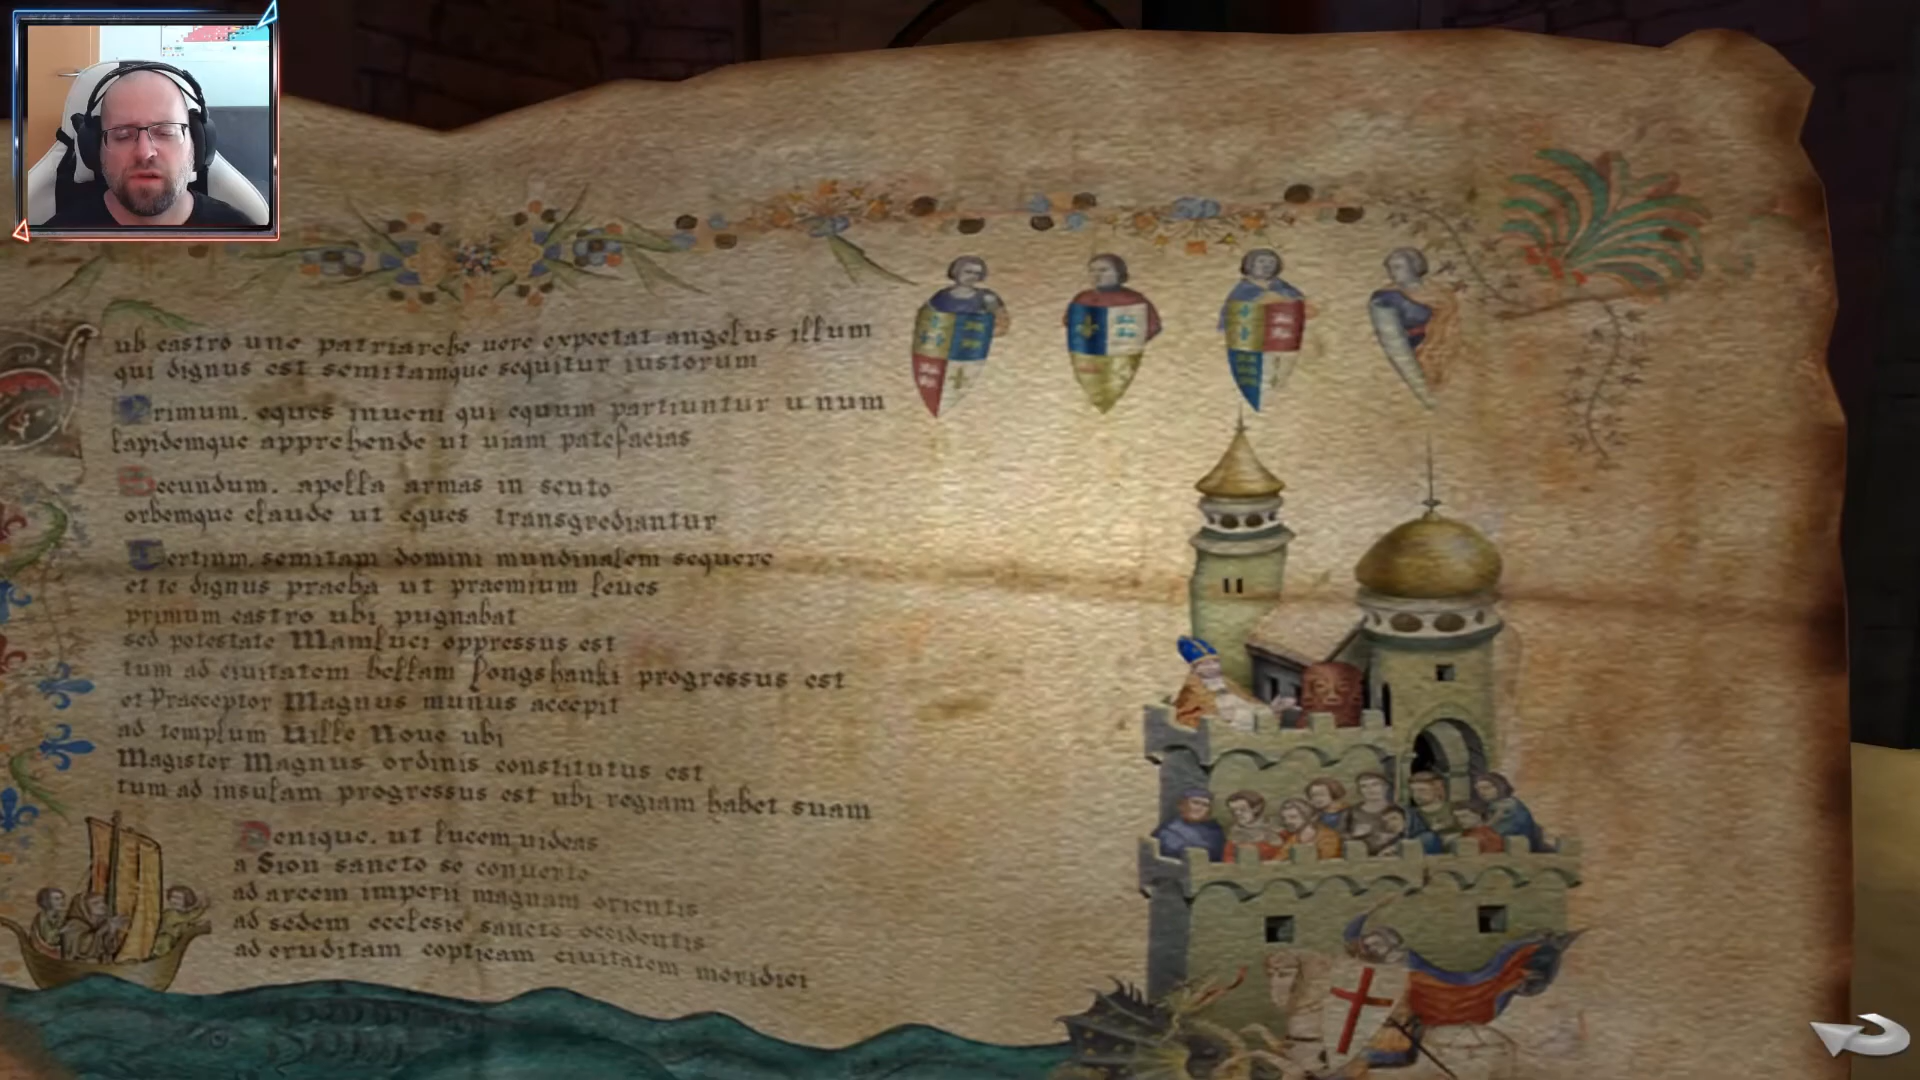 ub castro unc patriarche uere expectat angelus illum
qui dignus est semitamque sequitur iustorum
Primum. eques inueni qui equum partiuntur unum
lapidemque apprehende ut uiam patefacias
Secundum. apella armas in scuto
orbemque claude ut eques transgrediantur
Tertium. semitam domini mundinalem sequere
et te dignus praeba ut praemium leues
primum castro ubi pugnabat
sed potestate Mamluci oppressus est
tum ad ciuitatem bellam longshanki progressus est
et Praeceptor Magnus munus accepit
ad templum Uille Noue ubi
Magister Magnus ordinis constitutus est
tum ad insulam progressus est ubi regiam habet suam
Denique. ut lucem uideas
a Sion sancto se conuerte
ad arcem imperii magnam orientis
ad sedem ecclesie sancte occidentis
ad eruditam copticam ciuitatem meridiei